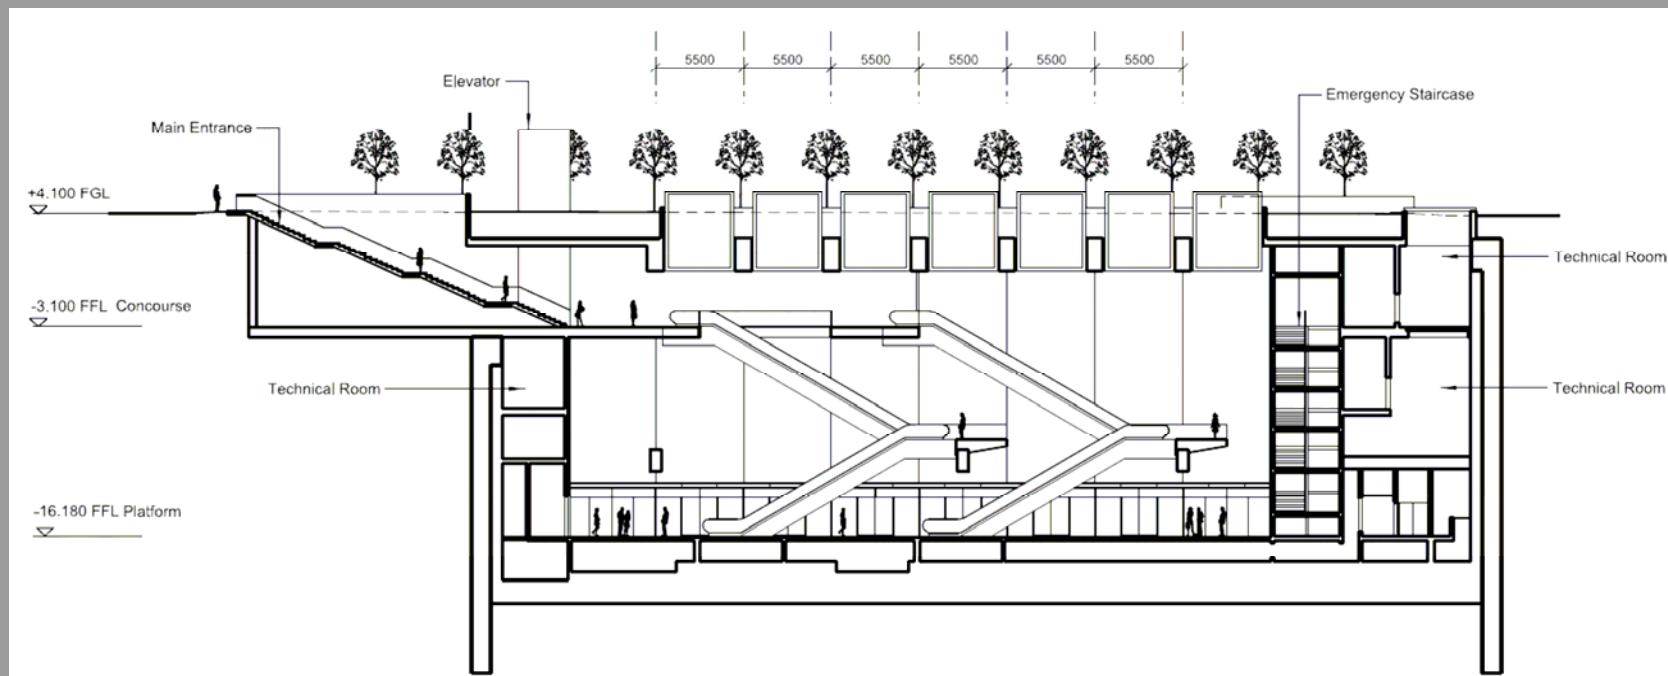 5500 5500 5500 5500 5500 5500
Elevator
Emergency Staircase
Main Entrance
+4.100 FGL
Technical Room
-3.100 FFL Concourse
Technical Room
Technical Room
-16.180 FFL Platform